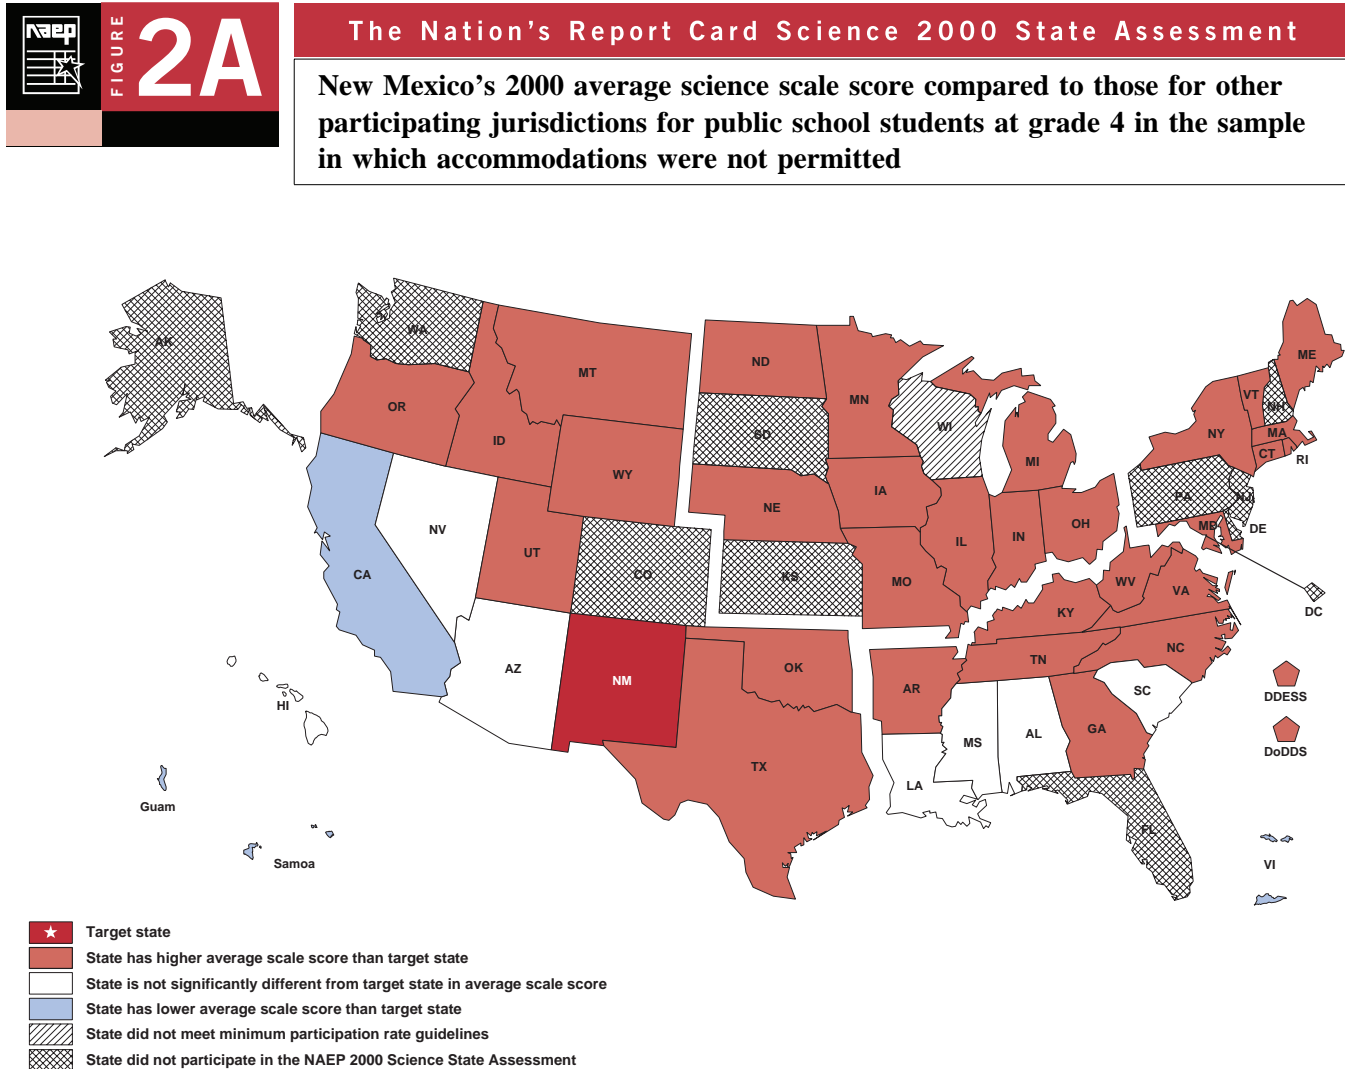 naep
FIGURE
2A
The Nation's Report Card Science 2000 State Assessment
New Mexico's 2000 average science scale score compared to those for other
participating jurisdictions for public school students at grade 4 in the sample
in which accommodations were not permitted
AK
WA
MT
ND
MN
ME
VT
NH
OR
ID
SD
WI
NY
MA
CT
RI
WY
MI
IA
PA
NJ
NE
NV
OH
MD
DE
UT
IL
IN
CA
CO
KS
MO
WV
VA
DC
KY
NC
AZ
NM
OK
TN
AR
SC
DDESS
HI
GA
MS
AL
DoDDS
TX
LA
Guam
FL
Samoa
VI
Target state
State has higher average scale score than target state
State is not significantly different from target state in average scale score
State has lower average scale score than target state
State did not meet minimum participation rate guidelines
State did not participate in the NAEP 2000 Science State Assessment